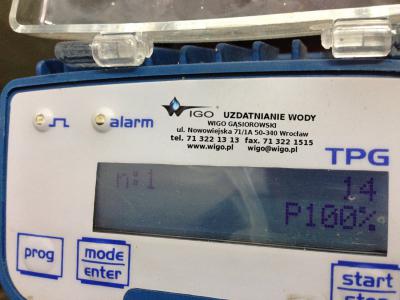 WIGO UZDATNIANIE WODY
WIGO GĄSIOROWSKI
ul. Nowowiejska 71/1A 50-340 Wrocław
tel. 71 322 13 13 fax. 71 322 1515
www.wigo.pl wigo@wigo.pl
alarm
TPG
n:1 14
P100%
prog
mode
enter
start
stop